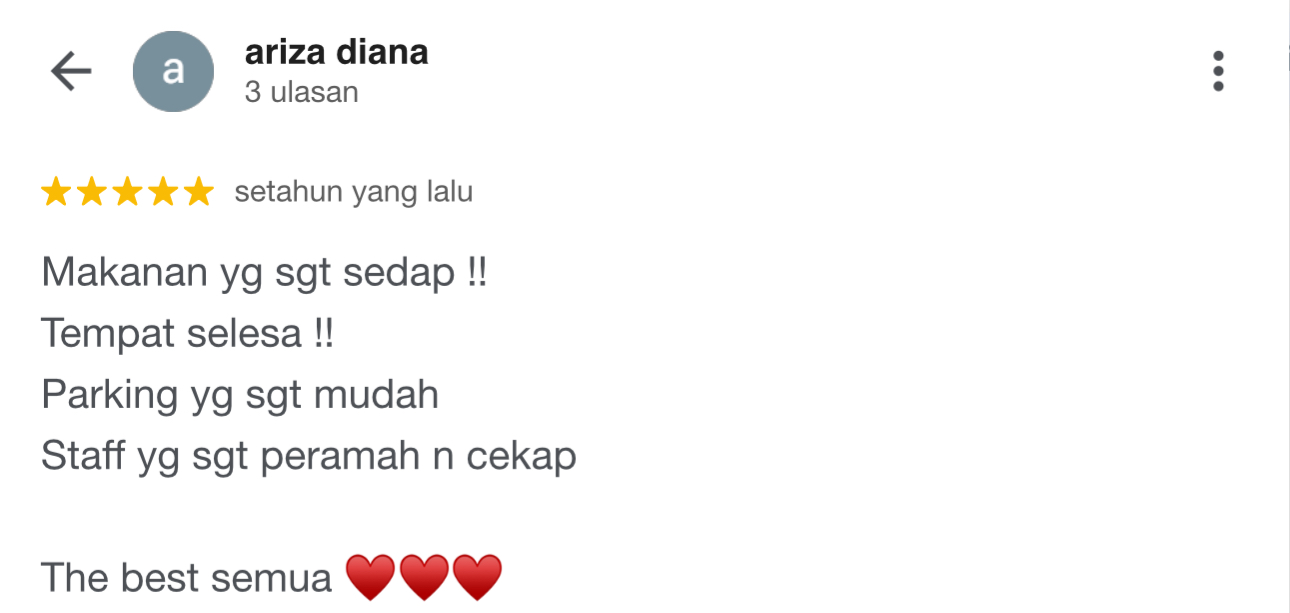 a
ariza diana
3 ulasan
setahun yang lalu
Makanan yg sgt sedap !!
Tempat selesa !!
Parking yg sgt mudah
Staff yg sgt peramah n cekap
The best semua ♥️♥️♥️